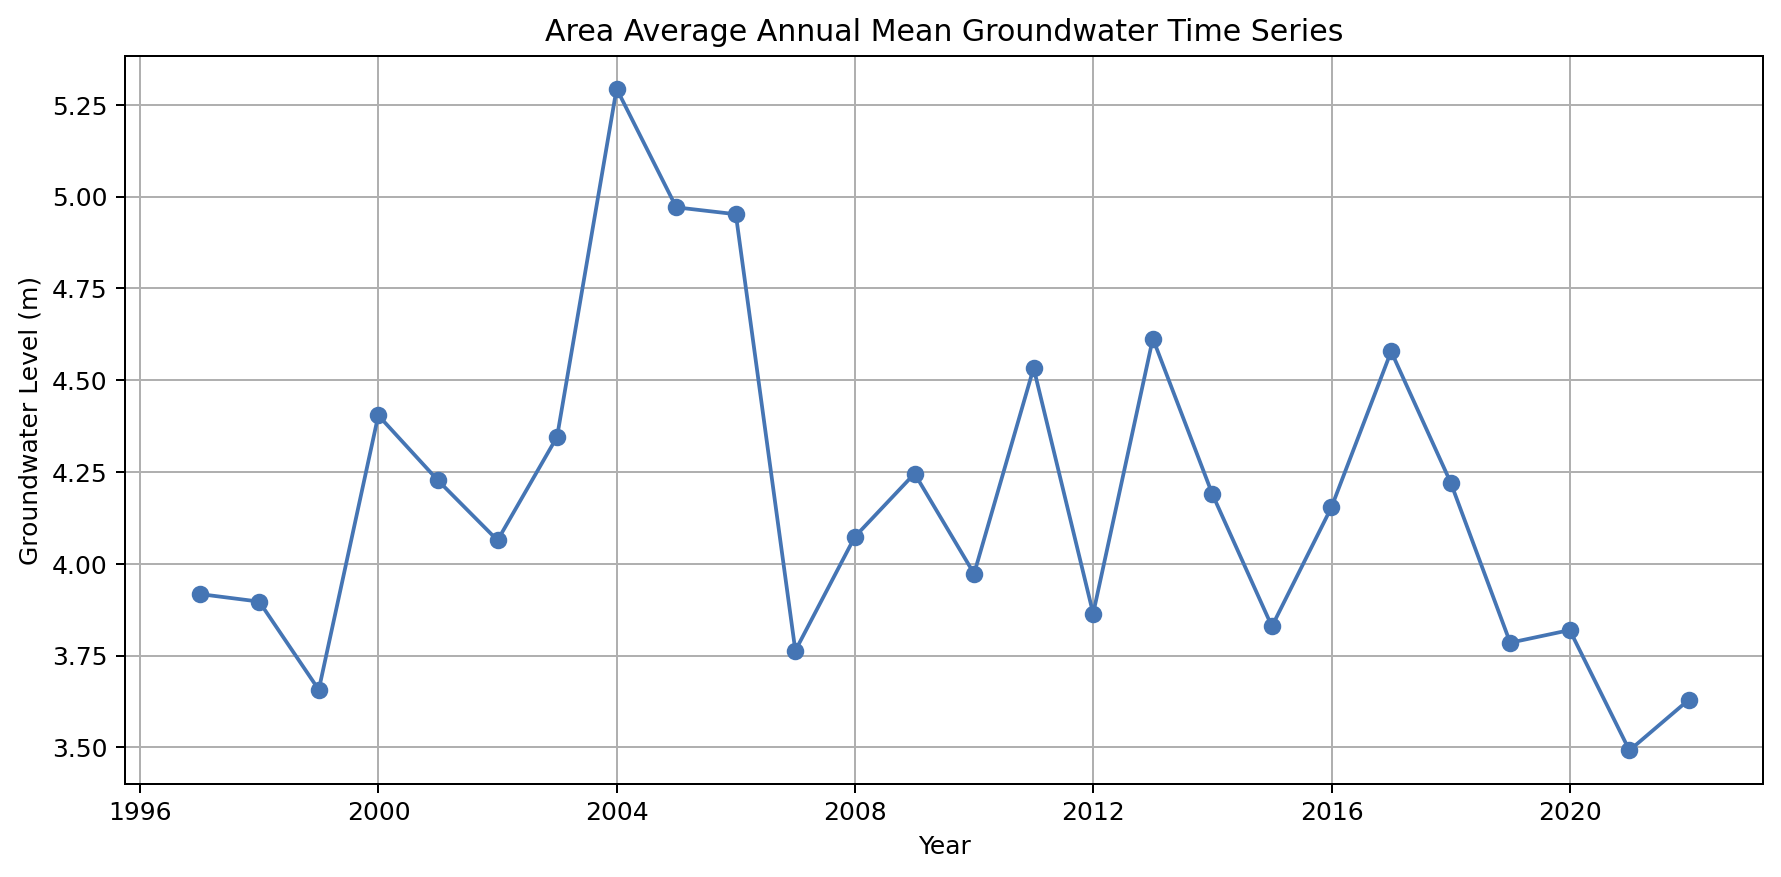 Area Average Annual Mean Groundwater Time Series
Groundwater Level (m)
5.25
5.00
4.75
4.50
4.25
4.00
3.75
3.50
1996 2000 2004 2008 2012 2016 2020
Year